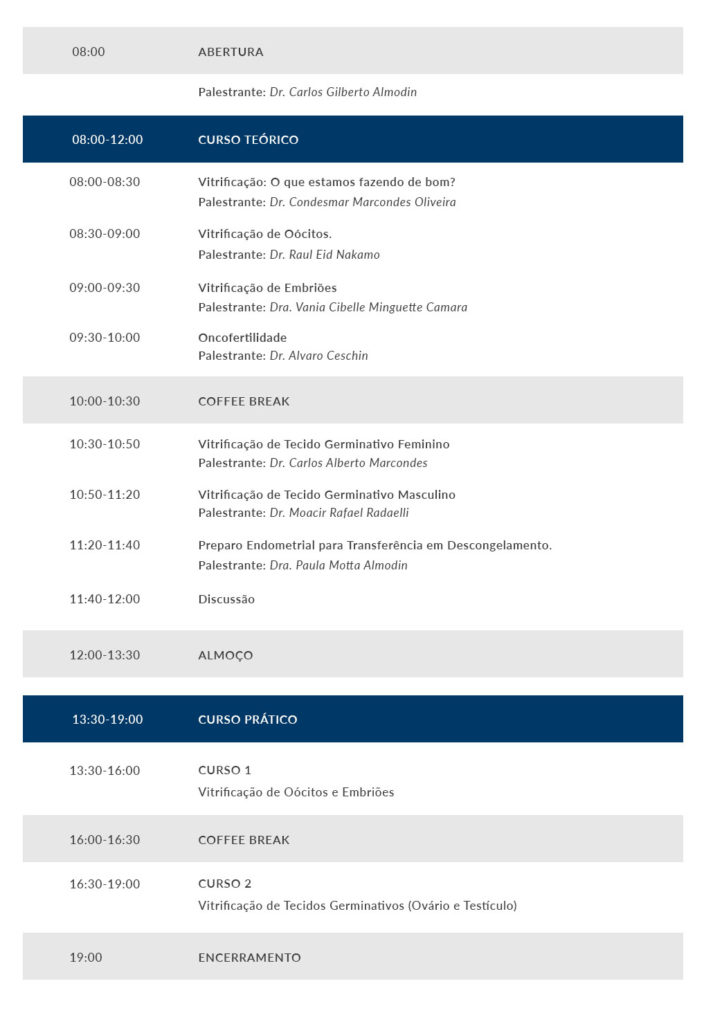 08:00 ABERTURA
Palestrante: Dr. Carlos Gilberto Almodin
08:00-12:00 CURSO TEÓRICO
08:00-08:30 Vitrificação: O que estamos fazendo de bom?
Palestrante: Dr. Condesmar Marcondes Oliveira
08:30-09:00 Vitrificação de Oócitos.
Palestrante: Dr. Raul Eid Nakamo
09:00-09:30 Vitrificação de Embriões
Palestrante: Dra. Vania Cibelle Minguette Camara
09:30-10:00 Oncofertilidade
Palestrante: Dr. Alvaro Ceschin
10:00-10:30 COFFEE BREAK
10:30-10:50 Vitrificação de Tecido Germinativo Feminino
Palestrante: Dr. Carlos Alberto Marcondes
10:50-11:20 Vitrificação de Tecido Germinativo Masculino
Palestrante: Dr. Moacir Rafael Radaelli
11:20-11:40 Preparo Endometrial para Transferência em Descongelamento.
Palestrante: Dra. Paula Motta Almodin
11:40-12:00 Discussão
12:00-13:30 ALMOÇO
13:30-19:00 CURSO PRÁTICO
13:30-16:00 CURSO 1
Vitrificação de Oócitos e Embriões
16:00-16:30 COFFEE BREAK
16:30-19:00 CURSO 2
Vitrificação de Tecidos Germinativos (Ovário e Testículo)
19:00 ENCERRAMENTO